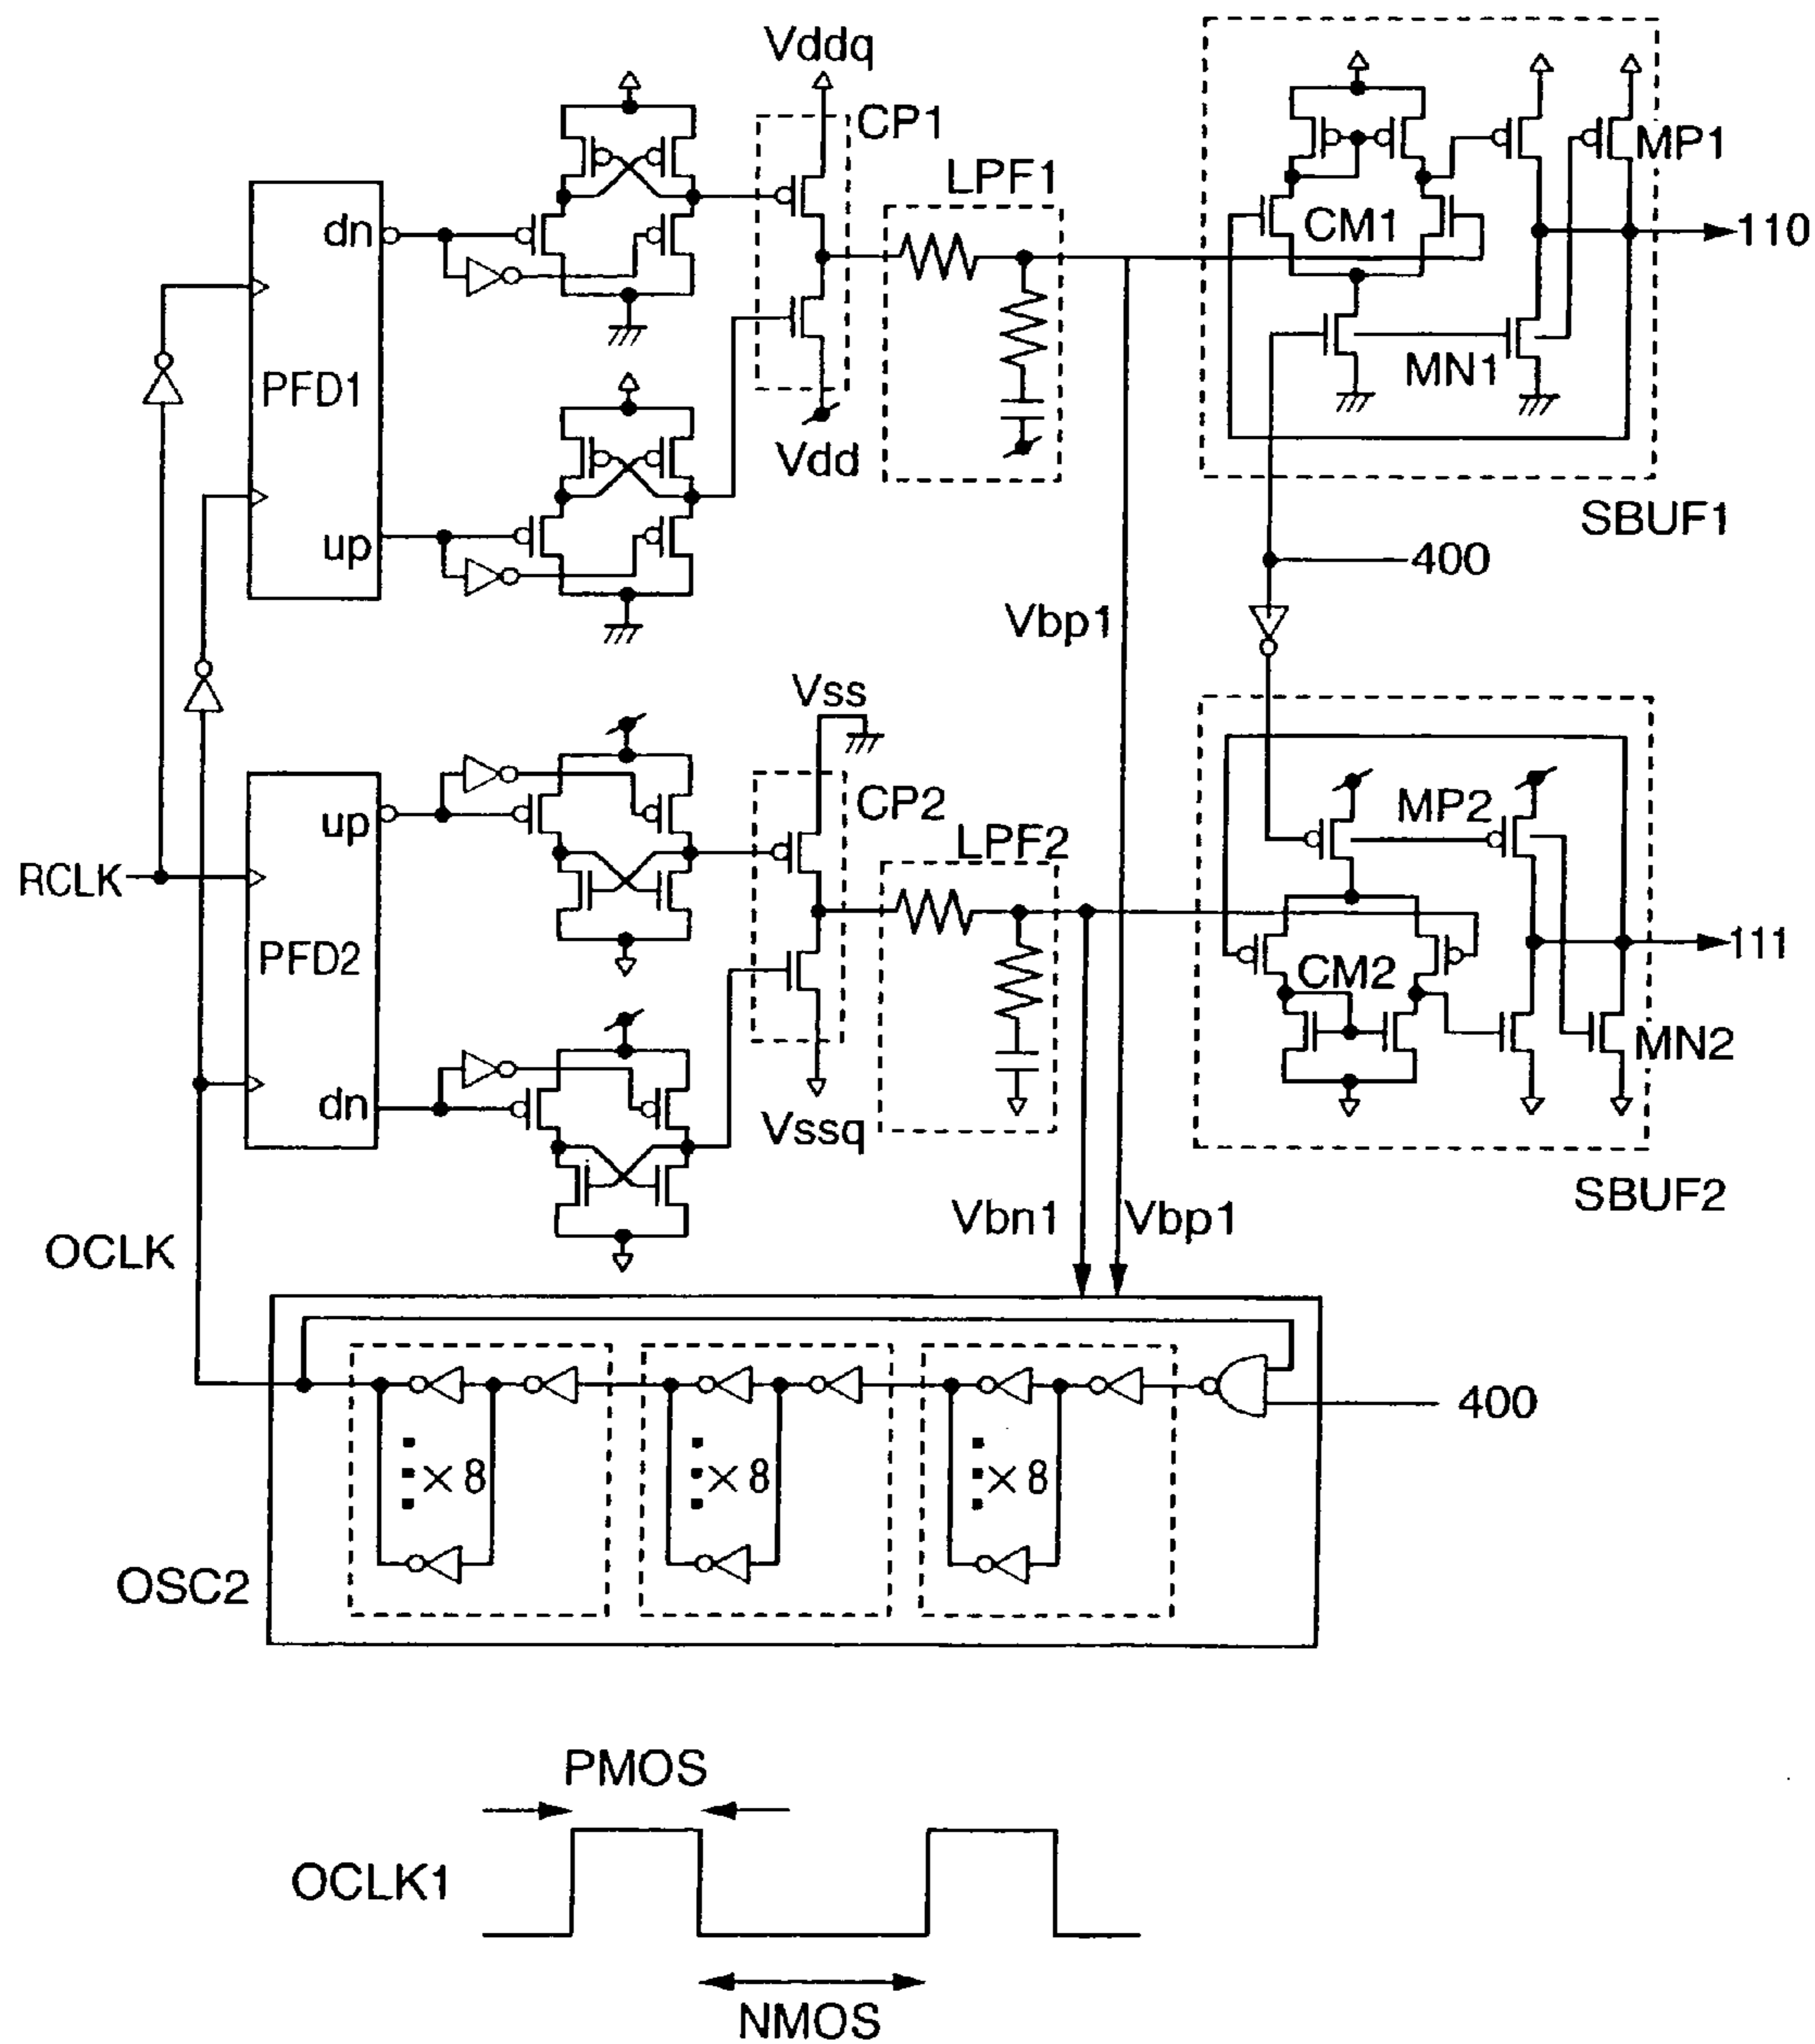 Vddq
CP1
MP1
LPF1
dn
CM1
110
PFD1
MN1
Vdd
SBUF1
up
400
Vbp1
Vss
CP2
MP2
up
LPF2
RCLK
PFD2
CM2
111
MN2
dn
Vssq
SBUF2
Vbn1
Vbp1
OCLK
400
×8
×8
×8
OSC2
PMOS
OCLK1
NMOS